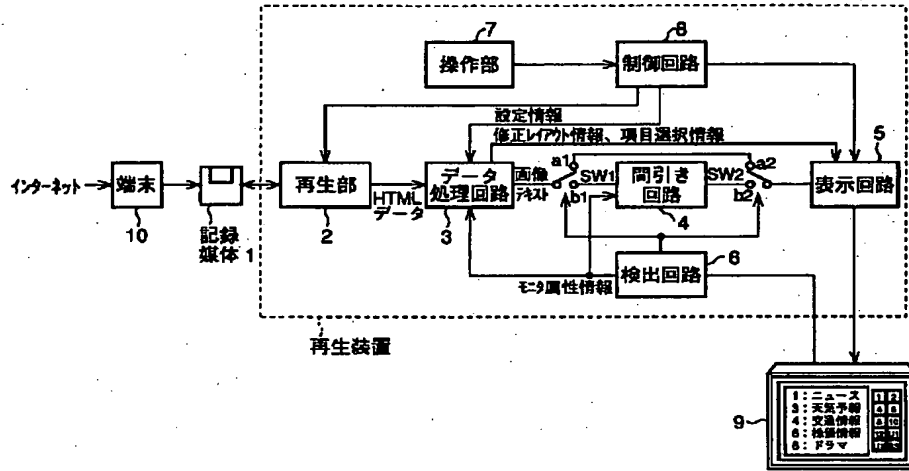 7
操作部
8
制御回路
設定情報
修正レイアウト情報、項目選択情報
5
インターネット
端末
10
記録
媒体 1
再生部
2
HTML
データ
データ
処理回路
3
画像
テキスト
a1
SW1
b1
間引き
回路
4
SW2
a2
b2
表示回路
モニタ属性情報
検出回路
6
再生装置
9
1：ニュース
3：天気予報
4：交通情報
6：株価情報
8：ドラマ
1 2
4 6
8 10